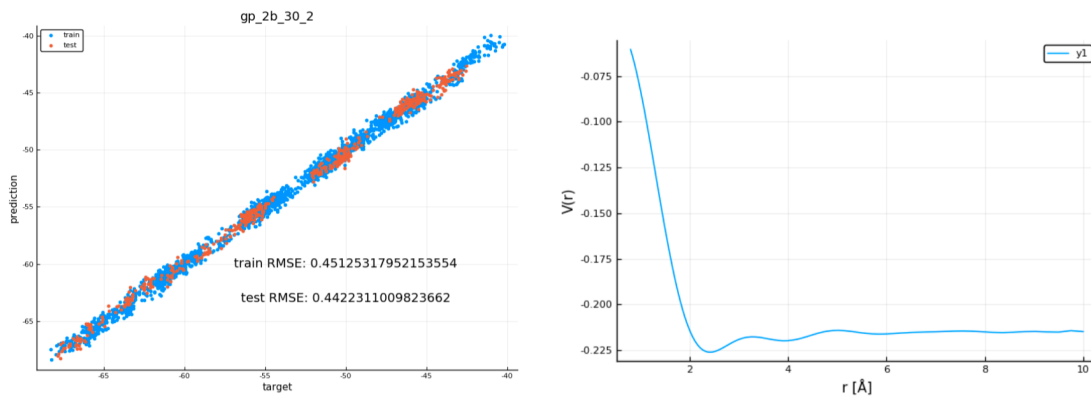 gp_2b_30_2
train
test
-40
-45
-50
-55
-60
-65
prediction
train RMSE: 0.45125317952153554
test RMSE: 0.4422311009823662
-65
-60
-55
-50
-45
-40
target
y1
-0.075
-0.100
-0.125
-0.150
-0.175
-0.200
-0.225
V(r)
2
4
6
8
10
r [Å]